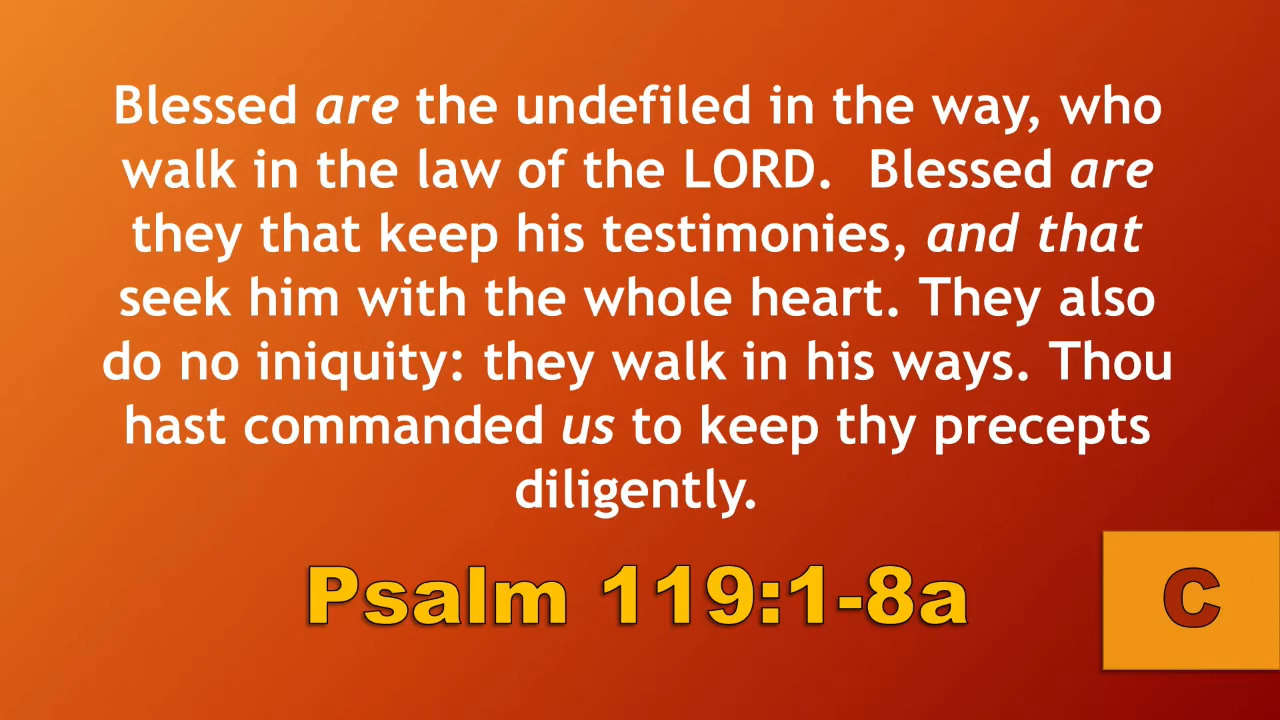 Blessed are the undefiled in the way, who
walk in the law of the LORD.  Blessed are
they that keep his testimonies, and that
seek him with the whole heart. They also
do no iniquity: they walk in his ways. Thou
hast commanded us to keep thy precepts
diligently.
Psalm 119:1-8a
C